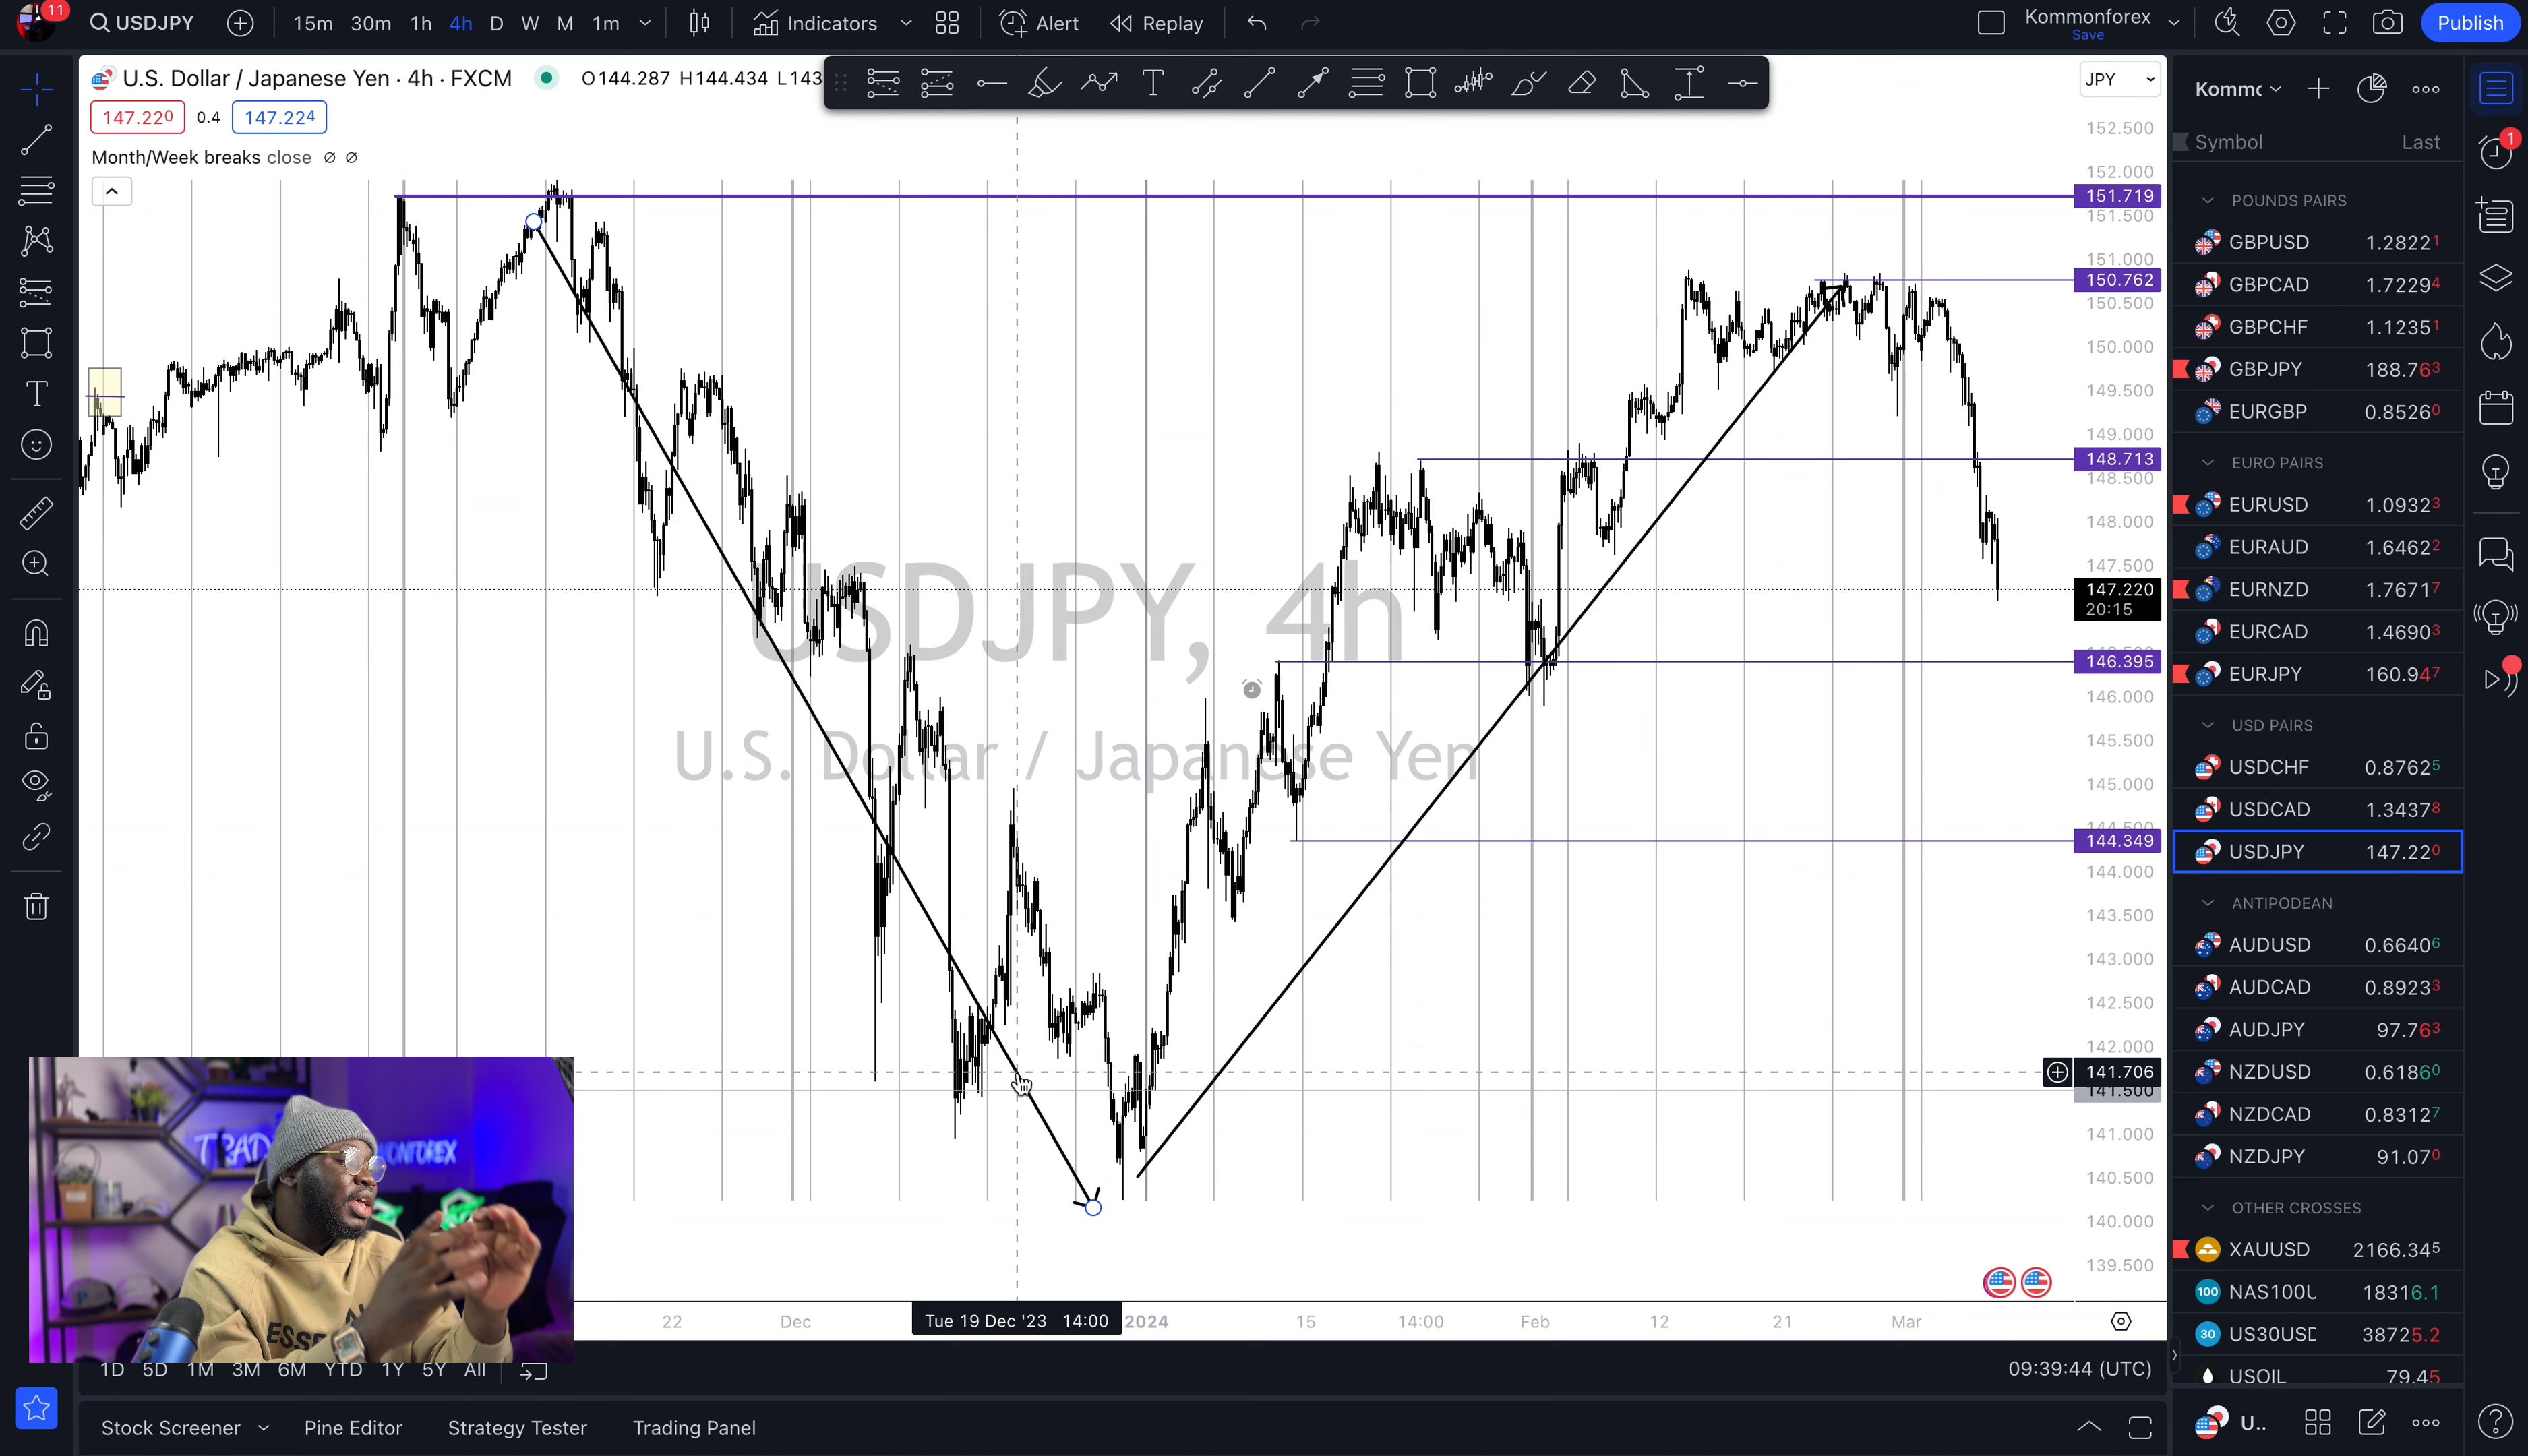 11
USDJPY
15m 30m 1h 4h D W M 1m
Indicators
Alert
Replay
Kommonforex
Save
Publish
U.S. Dollar / Japanese Yen · 4h · FXCM
O144.287 H144.434 L143
147.220 0.4 147.224
Month/Week breaks close ∅ ∅
JPY
152.500
152.000
151.719
151.500
151.000
150.762
150.500
150.000
149.500
149.000
148.713
148.500
148.000
147.500
147.220
20:15
146.395
146.000
145.500
145.000
144.500
144.349
144.000
143.500
143.000
142.500
142.000
141.706
141.500
141.000
140.500
140.000
139.500
USDJPY, 4h
U.S. Dollar / Japanese Yen
22 Dec Tue 19 Dec '23 14:00 2024 15 14:00 Feb 12 21 Mar
1D 5D 1M 3M 6M YTD 1Y 5Y All
09:39:44 (UTC)
Stock Screener Pine Editor Strategy Tester Trading Panel
Symbol Last
POUNDS PAIRS
GBPUSD 1.28221
GBPCAD 1.72294
GBPCHF 1.12351
GBPJPY 188.763
EURGBP 0.85260
EURO PAIRS
EURUSD 1.09323
EURAUD 1.64622
EURNZD 1.76717
EURCAD 1.46903
EURJPY 160.947
USD PAIRS
USDCHF 0.87625
USDCAD 1.34378
USDJPY 147.220
ANTIPODEAN
AUDUSD 0.66406
AUDCAD 0.89233
AUDJPY 97.763
NZDUSD 0.61860
NZDCAD 0.83127
NZDJPY 91.070
OTHER CROSSES
XAUUSD 2166.345
100 NAS100U 18316.1
30 US30USD 38725.2
USOIL 79.45
U..
1